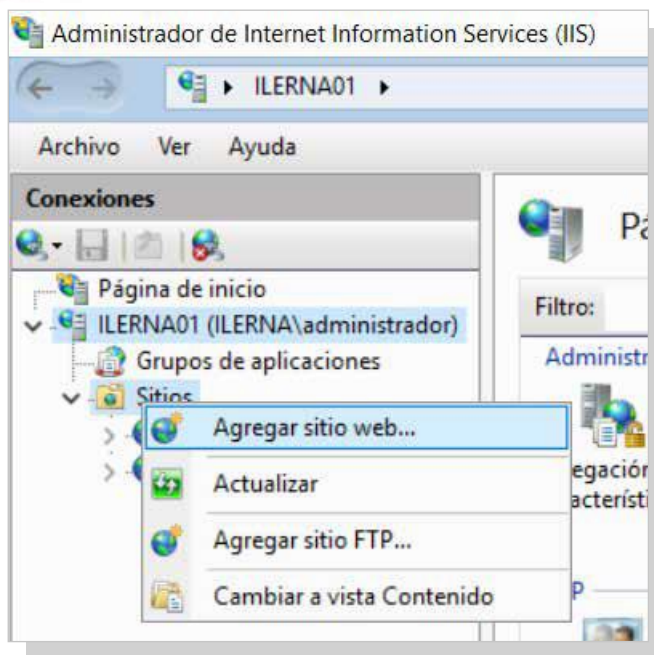 Administrador de Internet Information Services (IIS)
ILERNA01
Archivo Ver Ayuda
Conexiones
Página de inicio
ILERNA01 (ILERNA\administrador)
Grupos de aplicaciones
Sitios
Agregar sitio web...
Actualizar
Agregar sitio FTP...
Cambiar a vista Contenido
Filtro: